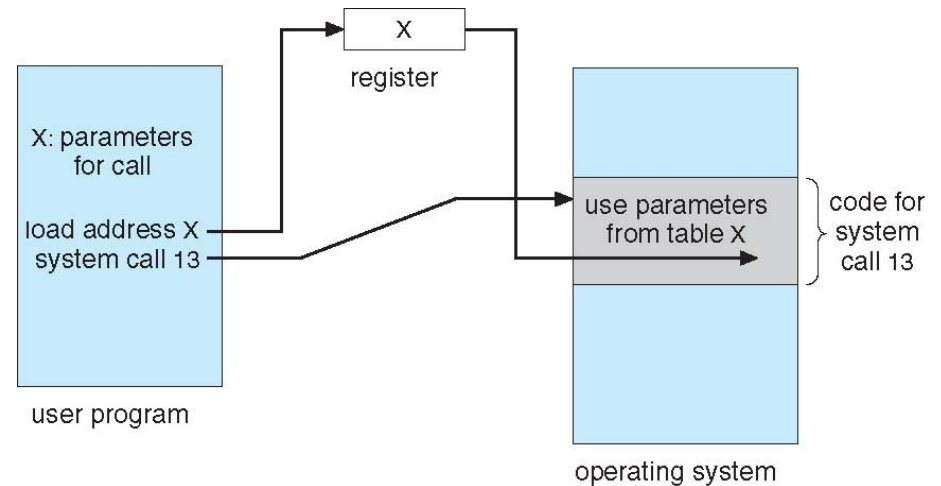 X
register
X: parameters
for call
load address X
system call 13
user program
use parameters
from table X
code for
system
call 13
operating system